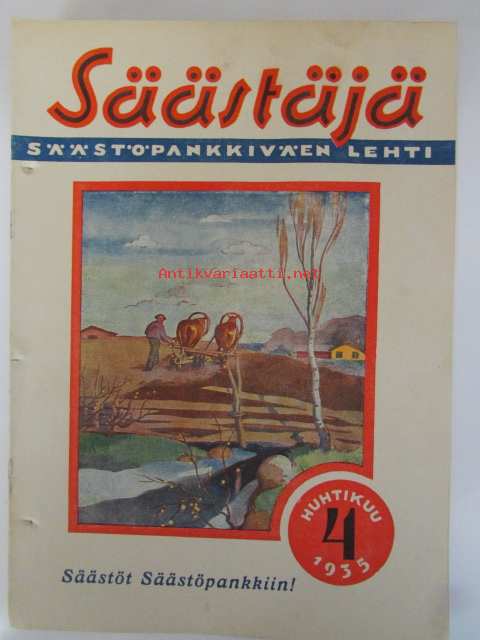 Säästäjä
SÄÄSTÖPANKKIVÄEN LEHTI
Antikvariaatti.net
HUHTIKUU
4
1935
Säästöt Säästöpankkiin!